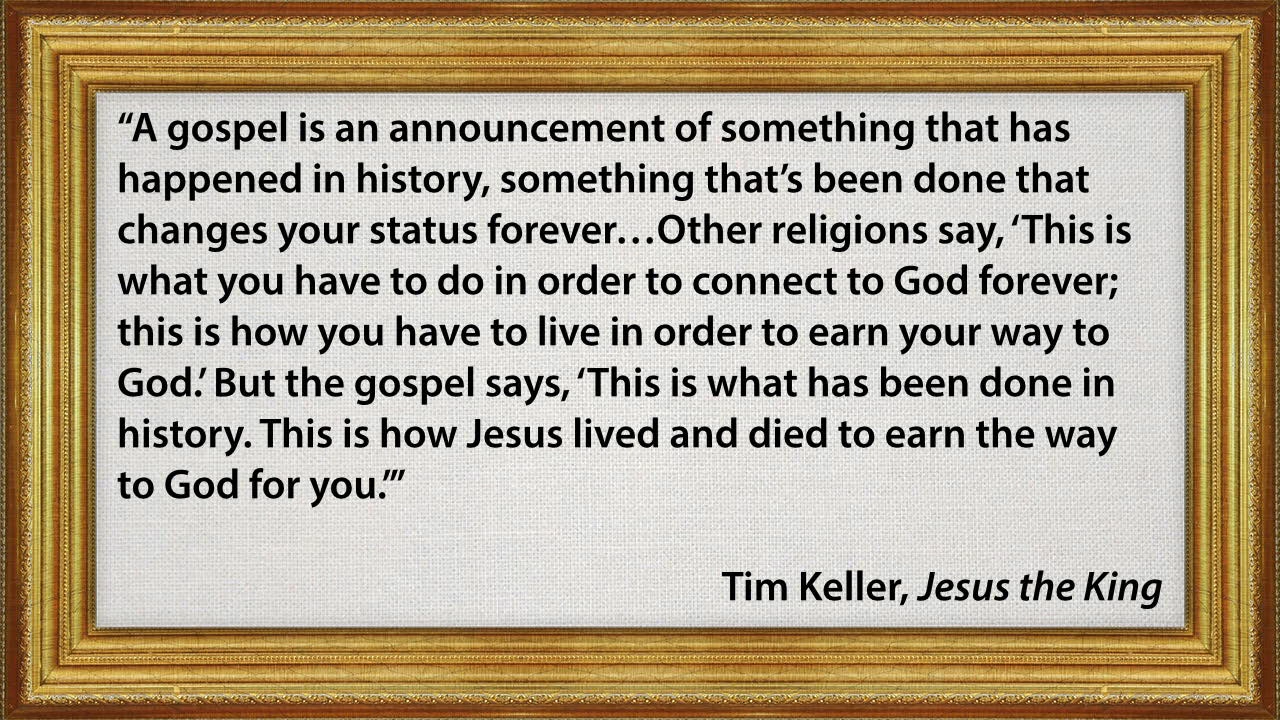 “A gospel is an announcement of something that has
happened in history, something that’s been done that
changes your status forever…Other religions say, ‘This is
what you have to do in order to connect to God forever;
this is how you have to live in order to earn your way to
God.’ But the gospel says, ‘This is what has been done in
history. This is how Jesus lived and died to earn the way
to God for you.’”
Tim Keller, Jesus the King